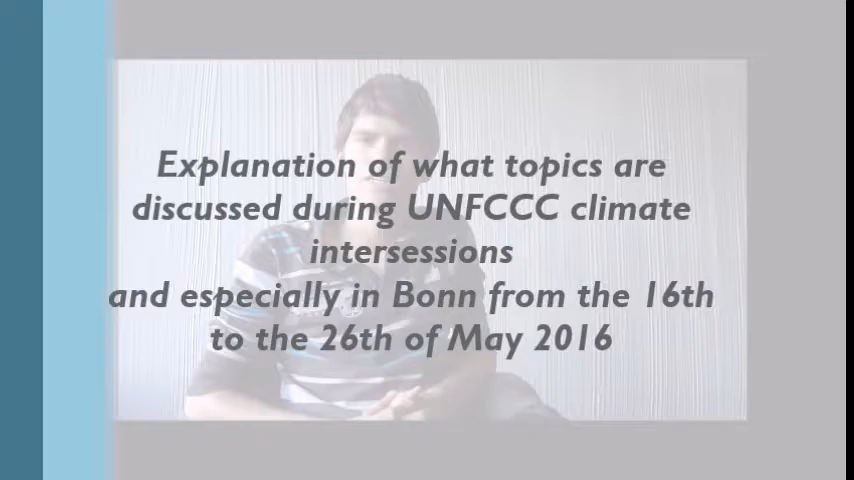 Explanation of what topics are
discussed during UNFCCC climate
intersessions
and especially in Bonn from the 16th
to the 26th of May 2016